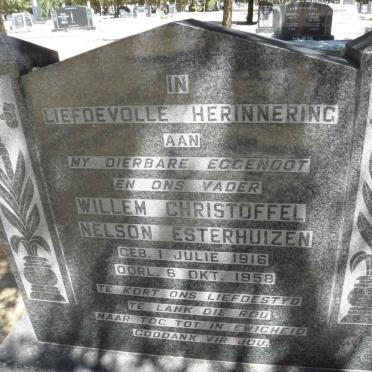 IN
LIEFDEVOLLE HERINNERING
AAN
MY DIERBARE EGGENOOT
EN ONS VADER
WILLEM CHRISTOFFEL
NELSON ESTERHUIZEN
GEB. 1 JULIE 1916
OORL. 6 OKT. 1958
TE KORT ONS LIEFDESTYD
TE LANK DIE ROU
MAAR TOG TOT IN EWIGHEID
GODDANK VIR JOU.